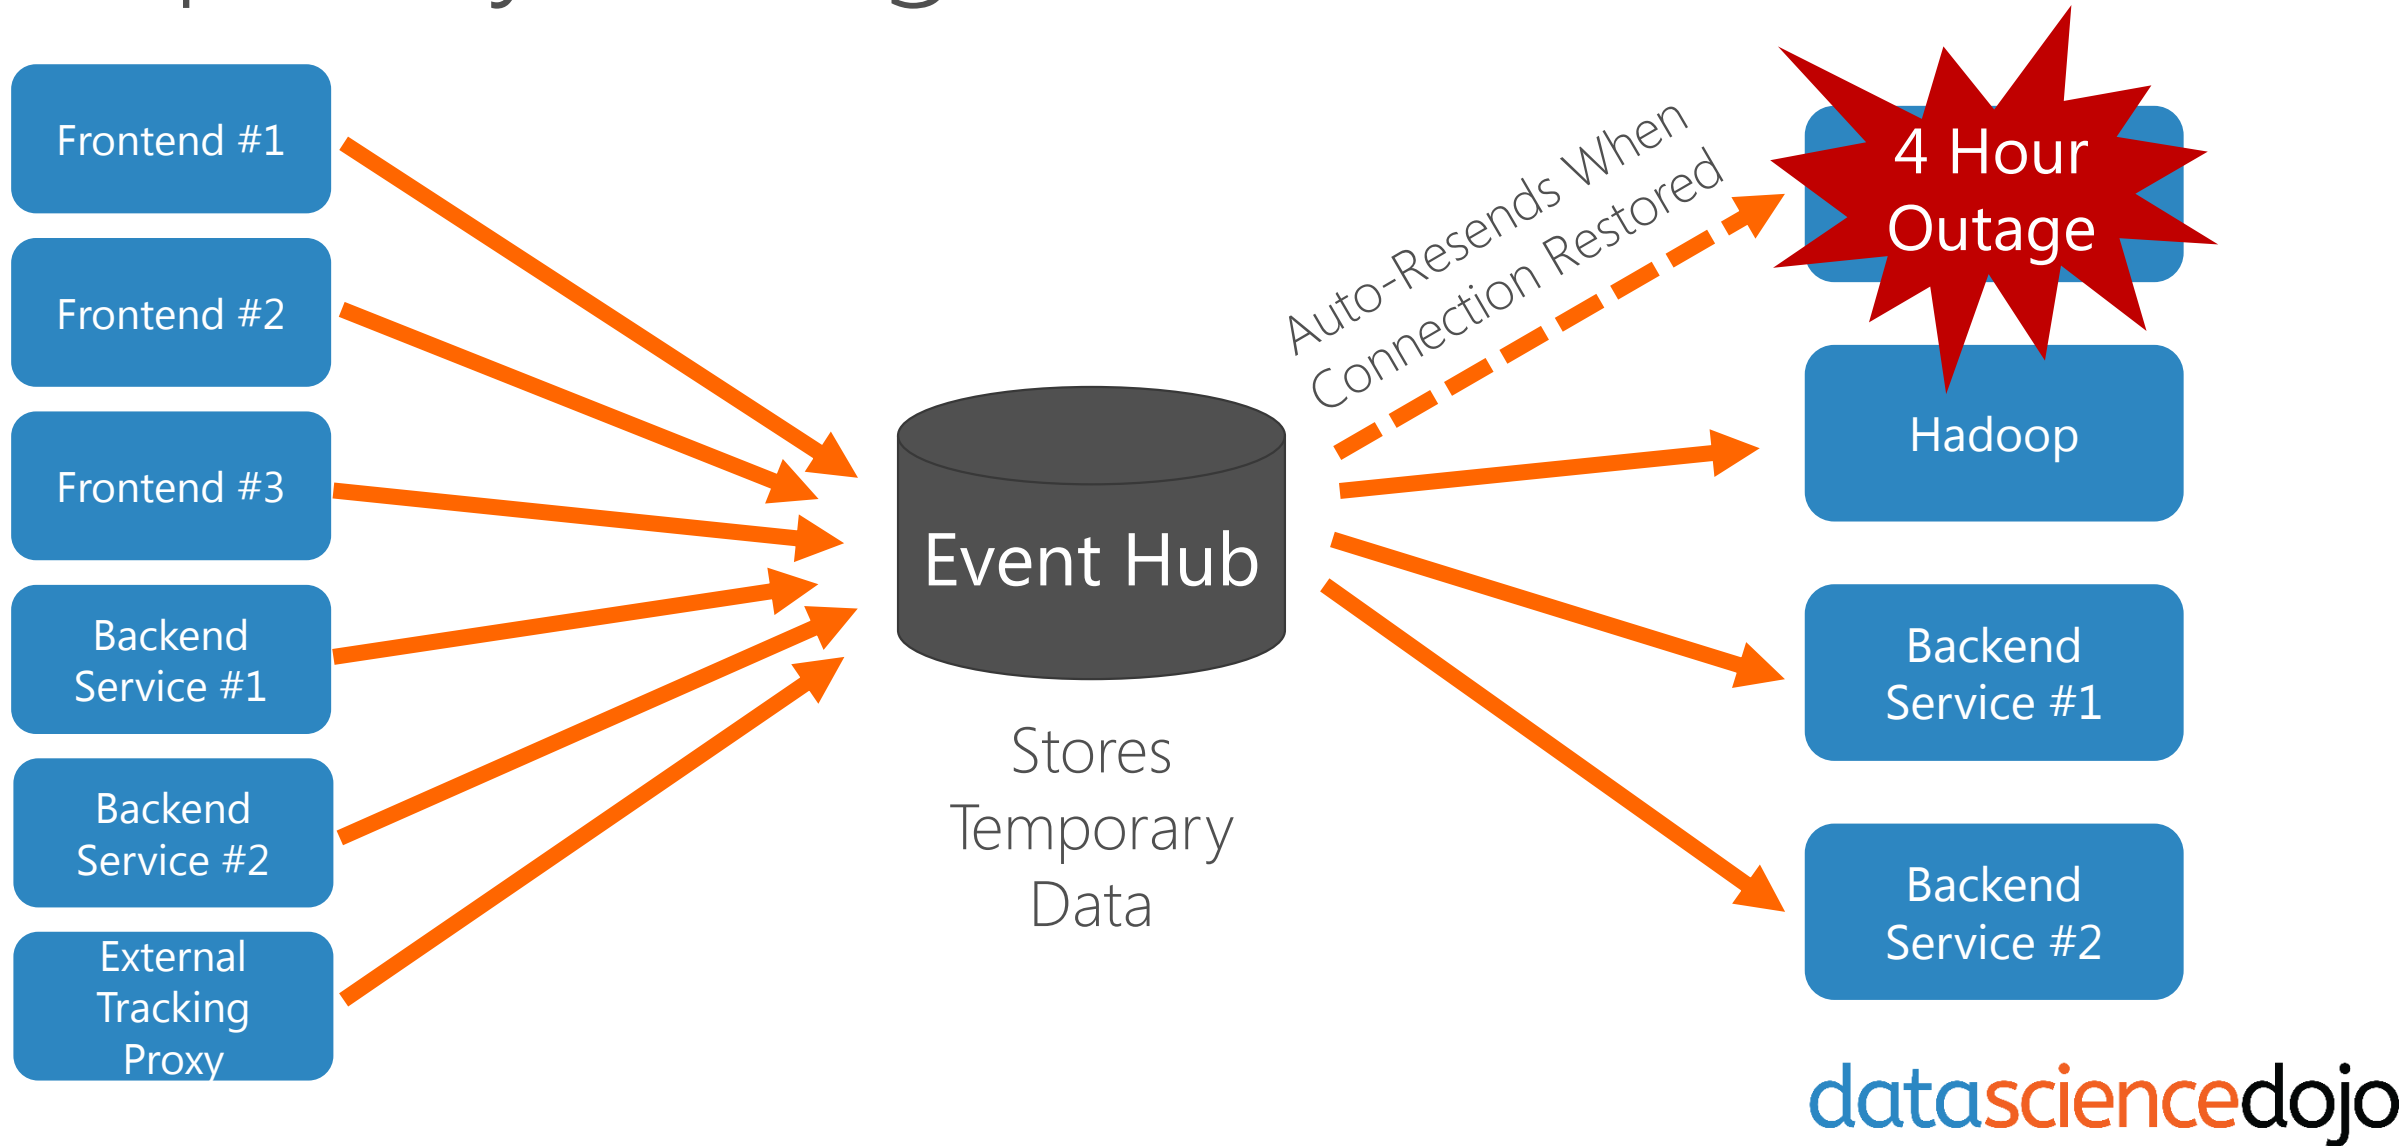 Frontend #1
Frontend #2
Frontend #3
Backend
Service #1
Backend
Service #2
External
Tracking
Proxy
Event Hub
Stores
Temporary
Data
Auto-Resends When
Connection Restored
4 Hour
Outage
Hadoop
Backend
Service #1
Backend
Service #2
datasciencedojo